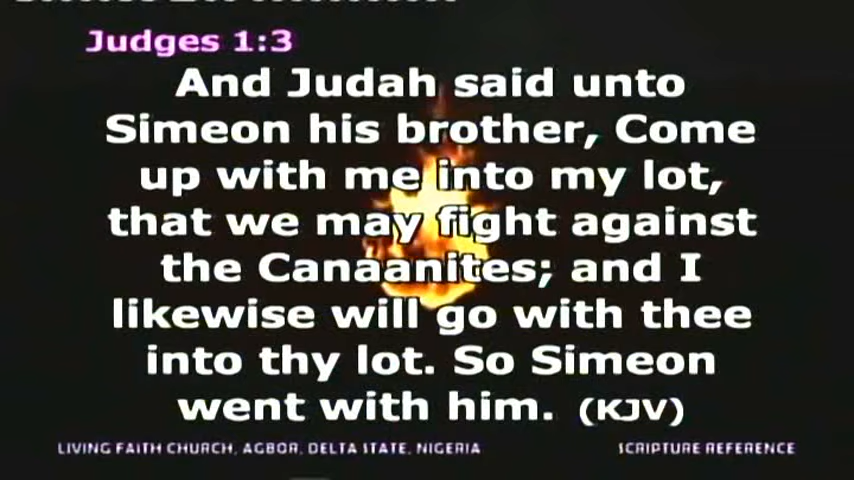 Judges 1:3
And Judah said unto
Simeon his brother, Come
up with me into my lot,
that we may fight against
the Canaanites; and I
likewise will go with thee
into thy lot. So Simeon
went with him. (KJV)
LIVING FAITH CHURCH, AGBOR, DELTA STATE, NIGERIA
SCRIPTURE REFERENCE